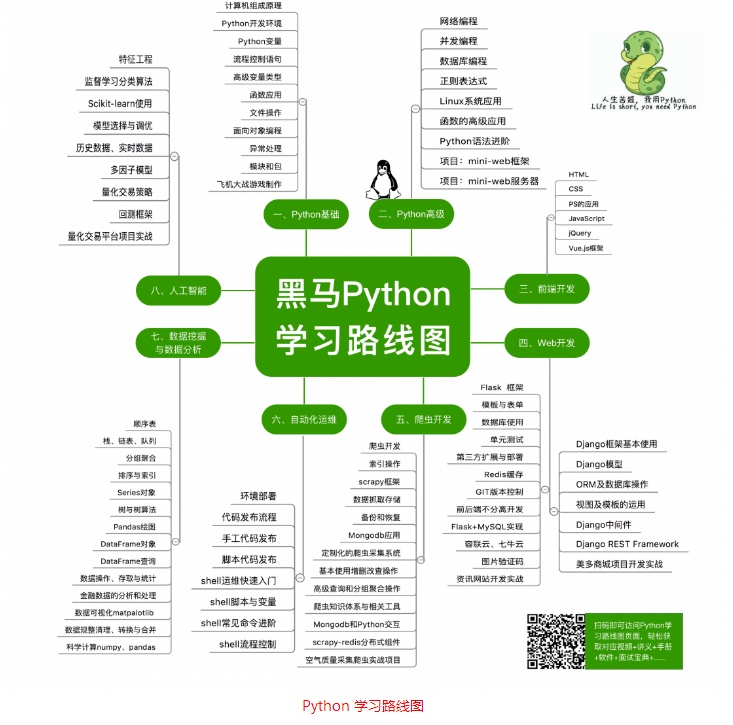 黑马Python
学习路线图
一、Python基础
计算机组成原理
Python开发环境
Python变量
流程控制语句
高级变量类型
函数应用
文件操作
面向对象编程
异常处理
模块和包
飞机大战游戏制作
二、Python高级
网络编程
并发编程
数据库编程
正则表达式
Linux系统应用
函数的高级应用
Python语法进阶
项目：mini-web框架
项目：mini-web服务器
人生苦短，我用Python
Life is short, you need Python
三、前端开发
HTML
CSS
PS的应用
JavaScript
jQuery
Vue.js框架
四、Web开发
Flask 框架
模板与表单
数据库使用
单元测试
第三方扩展与部署
Redis缓存
GIT版本控制
前后端不分离开发
Flask+MySQL实现
容联云、七牛云
图片验证码
资讯网站开发实战
Django框架基本使用
Django模型
ORM及数据库操作
视图及模板的运用
Django中间件
Django REST Framework
美多商城项目开发实战
五、爬虫开发
爬虫开发
索引操作
scrapy框架
数据抓取存储
备份和恢复
Mongodb应用
定制化的爬虫采集系统
基本使用增删改查操作
高级查询和分组聚合操作
爬虫知识体系与相关工具
Mongodb和Python交互
scrapy-redis分布式组件
空气质量采集爬虫实战项目
六、自动化运维
环境部署
代码发布流程
手工代码发布
脚本代码发布
shell运维快速入门
shell脚本与变量
shell常见命令进阶
shell流程控制
七、数据挖掘
与数据分析
顺序表
栈、链表、队列
分组聚合
排序与索引
Series对象
树与树算法
Pandas绘图
DataFrame对象
DataFrame查询
数据操作、存取与统计
金融数据的分析和处理
数据可视化matpalotlib
数据规整清理、转换与合并
科学计算numpy、pandas
八、人工智能
特征工程
监督学习分类算法
Scikit-learn使用
模型选择与调优
历史数据、实时数据
多因子模型
量化交易策略
回测框架
量化交易平台项目实战
扫码即可访问Python学
习路线图页面，轻松获
取对应视频+讲义+手册
+软件+面试宝典+……
Python 学习路线图